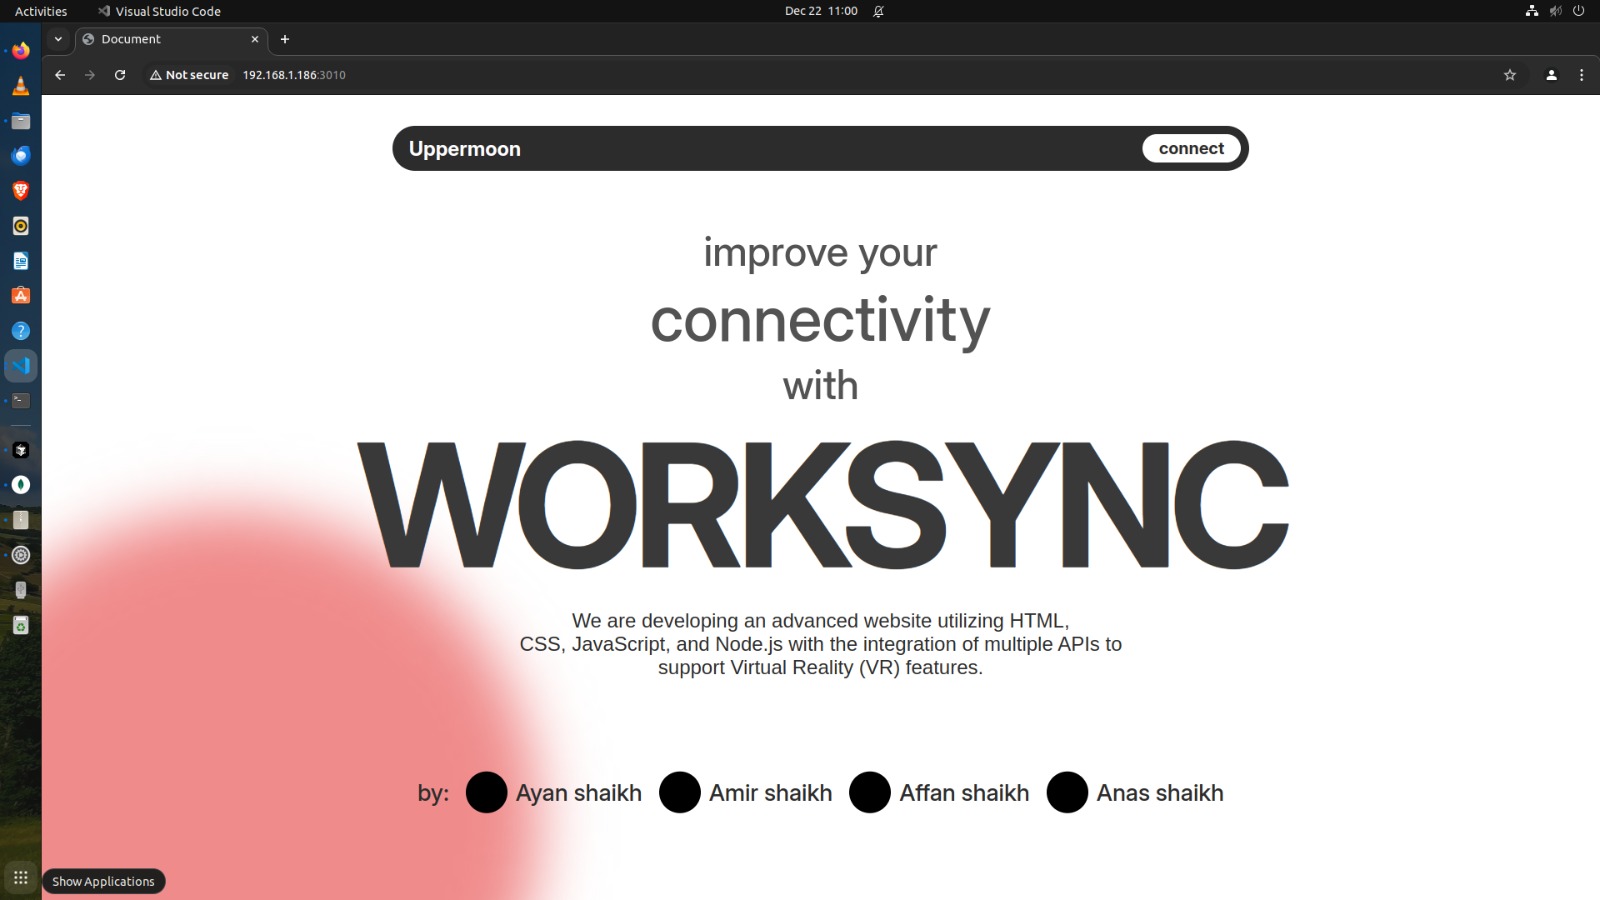 Activities Visual Studio Code Dec 22 11:00
Document
Not secure 192.168.1.186:3010
Uppermoon connect
improve your
connectivity
with
WORKSYNC
We are developing an advanced website utilizing HTML,
CSS, JavaScript, and Node.js with the integration of multiple APIs to
support Virtual Reality (VR) features.
by: Ayan shaikh Amir shaikh Affan shaikh Anas shaikh
Show Applications